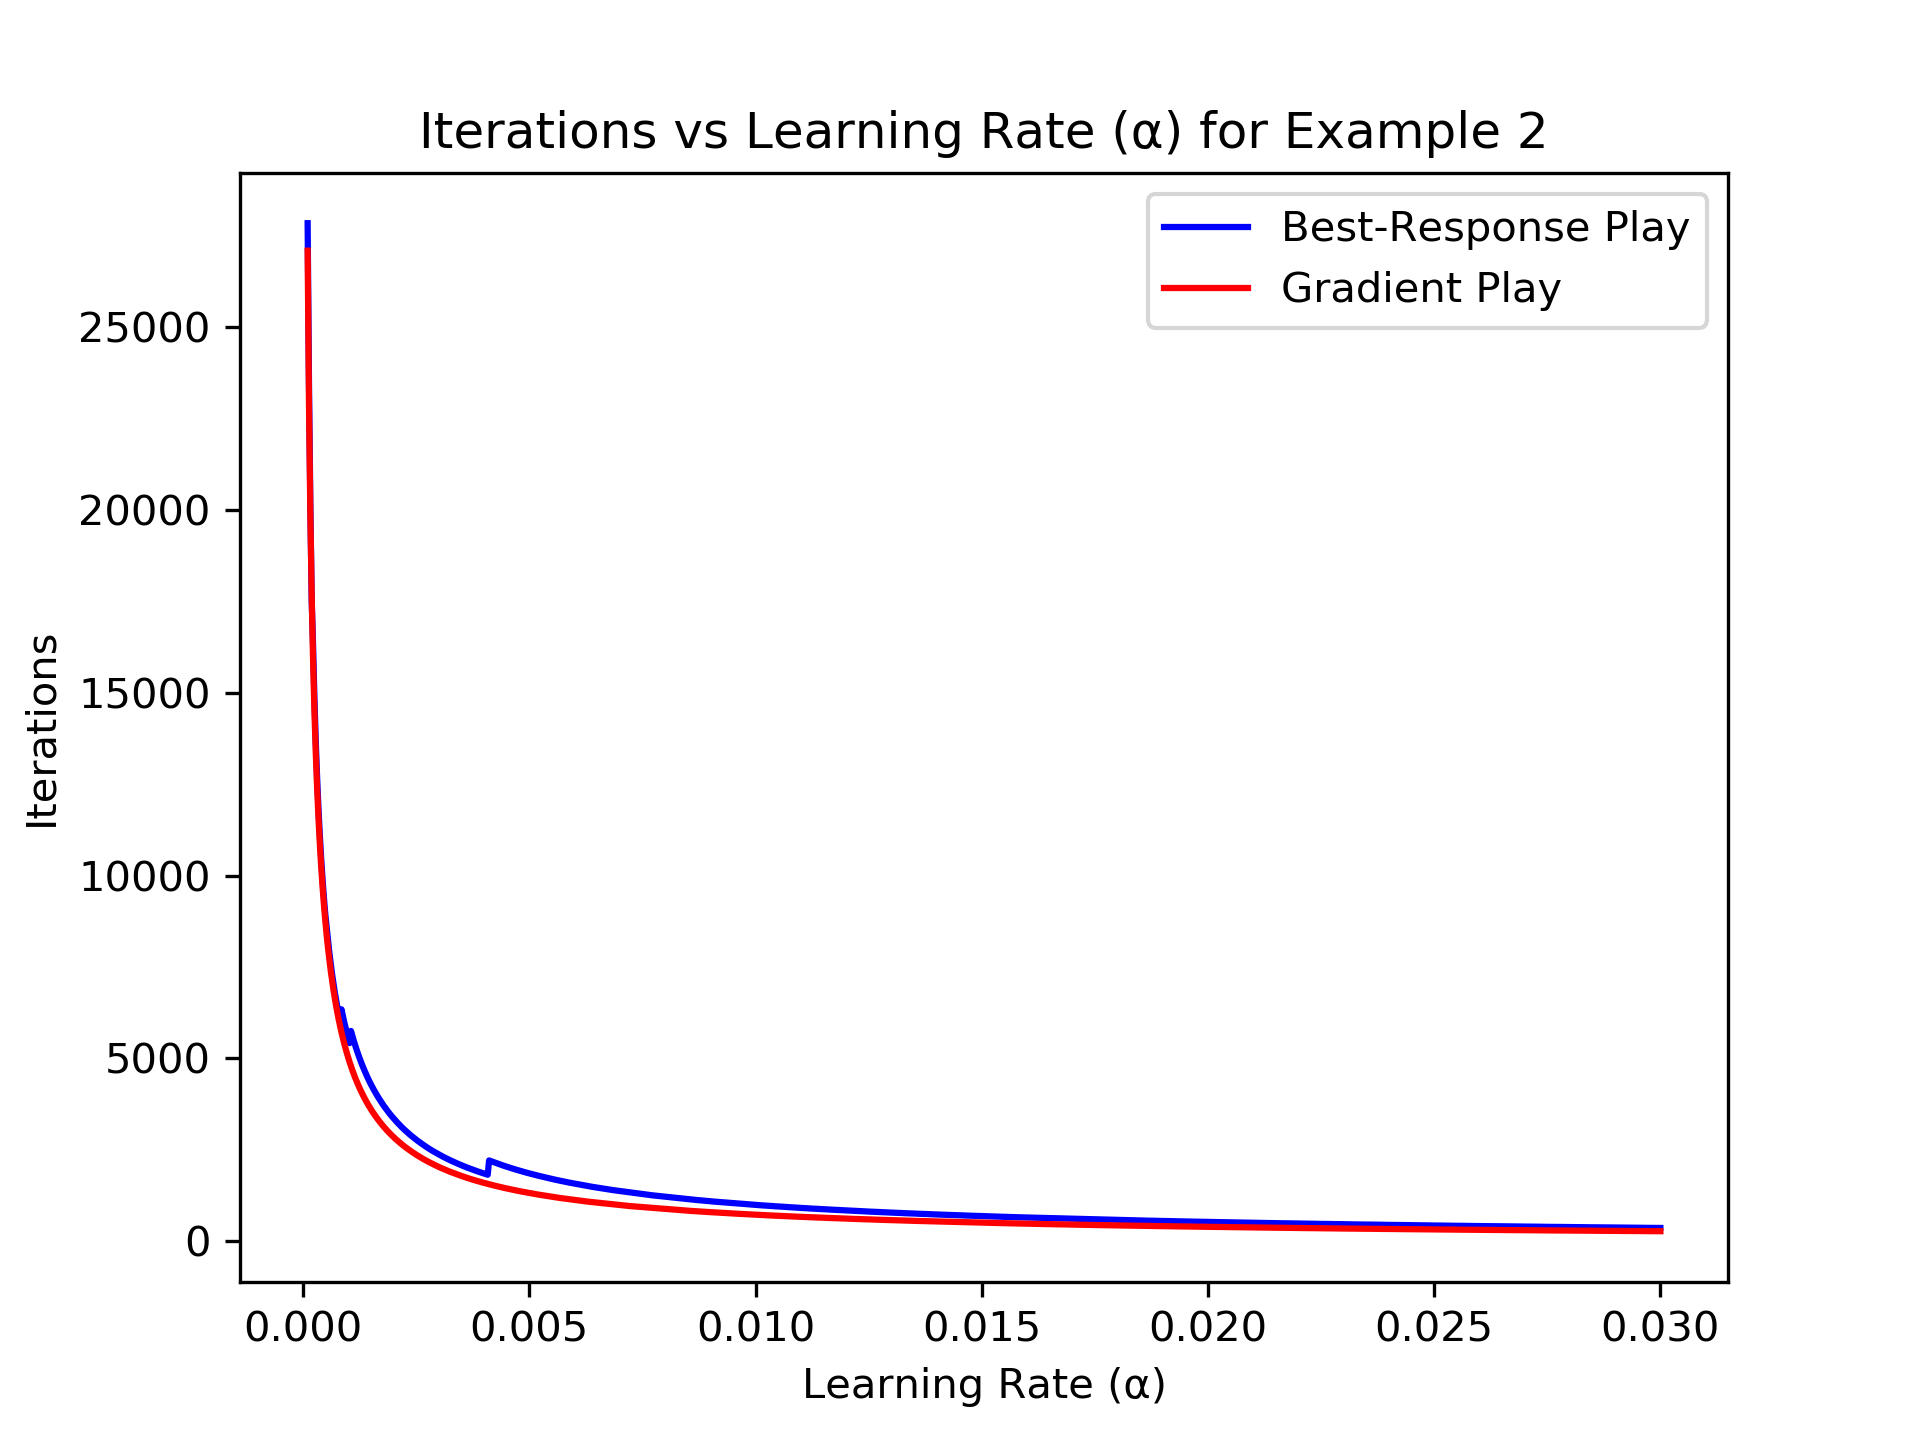 Iterations vs Learning Rate (α) for Example 2
Best-Response Play
Gradient Play
25000
20000
15000
10000
5000
0
Iterations
0.000 0.005 0.010 0.015 0.020 0.025 0.030
Learning Rate (α)